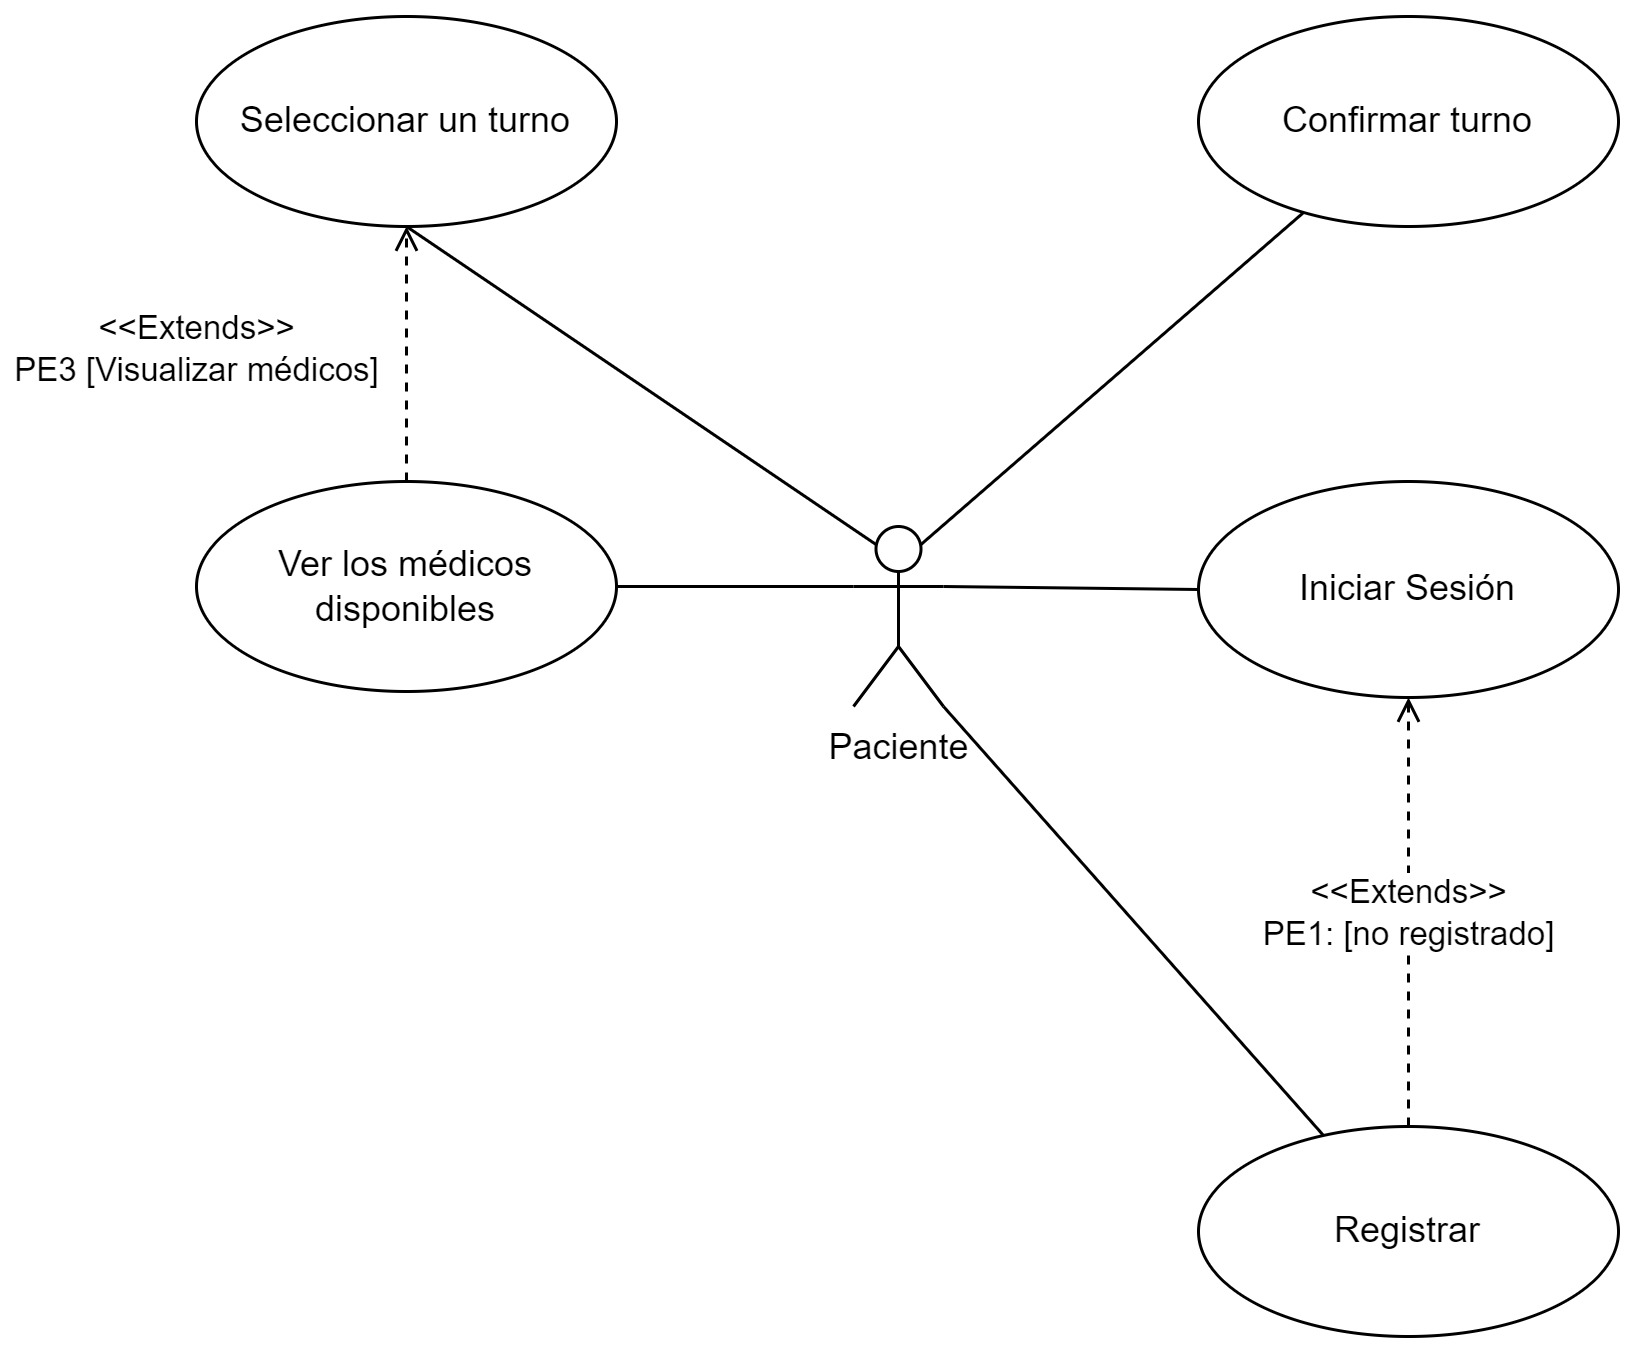 Seleccionar un turno
Confirmar turno
<<Extends>>
PE3 [Visualizar médicos]
Ver los médicos
disponibles
Iniciar Sesión
Paciente
<<Extends>>
PE1: [no registrado]
Registrar